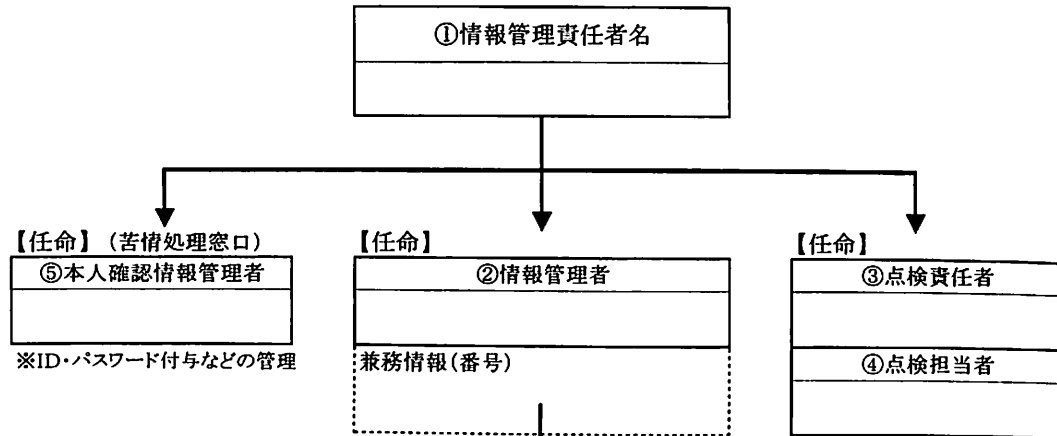 ①情報管理責任者名
【任命】（苦情処理窓口）
⑤本人確認情報管理者
※ID・パスワード付与などの管理
【任命】
②情報管理者
兼務情報（番号）
【任命】
③点検責任者
④点検担当者